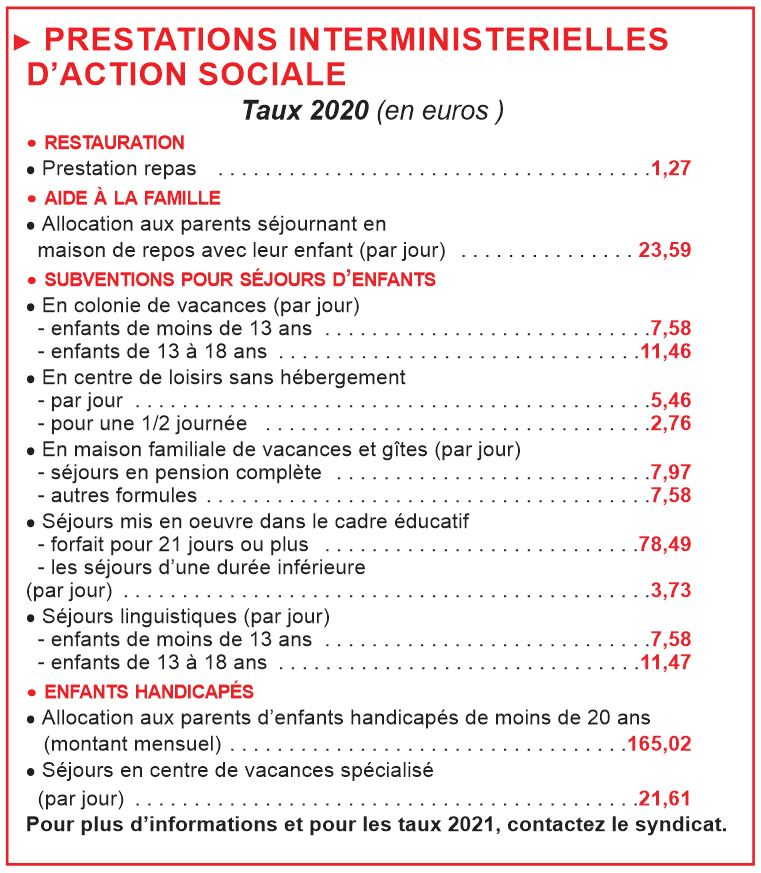 ► PRESTATIONS INTERMINISTERIELLES
D’ACTION SOCIALE
Taux 2020 (en euros )
• RESTAURATION
• Prestation repas . . . . . . . . . . . . . . . . . . . . . . . . . . . . . . . . . . . . .1,27
• AIDE À LA FAMILLE
• Allocation aux parents séjournant en
maison de repos avec leur enfant (par jour) . . . . . . . . . . . . . . . 23,59
• SUBVENTIONS POUR SÉJOURS D’ENFANTS
• En colonie de vacances (par jour)
- enfants de moins de 13 ans . . . . . . . . . . . . . . . . . . . . . . . . . . . .7,58
- enfants de 13 à 18 ans . . . . . . . . . . . . . . . . . . . . . . . . . . . . . . .11,46
• En centre de loisirs sans hébergement
- par jour . . . . . . . . . . . . . . . . . . . . . . . . . . . . . . . . . . . . . . . . . . . .5,46
- pour une 1/2 journée . . . . . . . . . . . . . . . . . . . . . . . . . . . . . . . . .2,76
• En maison familiale de vacances et gîtes (par jour)
- séjours en pension complète . . . . . . . . . . . . . . . . . . . . . . . . . . .7,97
- autres formules . . . . . . . . . . . . . . . . . . . . . . . . . . . . . . . . . . . . . .7,58
• Séjours mis en oeuvre dans le cadre éducatif
- forfait pour 21 jours ou plus . . . . . . . . . . . . . . . . . . . . . . . . . . .78,49
- les séjours d’une durée inférieure
(par jour) . . . . . . . . . . . . . . . . . . . . . . . . . . . . . . . . . . . . . . . . . . . . .3,73
• Séjours linguistiques (par jour)
- enfants de moins de 13 ans . . . . . . . . . . . . . . . . . . . . . . . . . . . .7,58
- enfants de 13 à 18 ans . . . . . . . . . . . . . . . . . . . . . . . . . . . . . . .11,47
• ENFANTS HANDICAPÉS
• Allocation aux parents d’enfants handicapés de moins de 20 ans
(montant mensuel) . . . . . . . . . . . . . . . . . . . . . . . . . . . . . . . . . .165,02
• Séjours en centre de vacances spécialisé
(par jour) . . . . . . . . . . . . . . . . . . . . . . . . . . . . . . . . . . . . . . . . . . .21,61
Pour plus d’informations et pour les taux 2021, contactez le syndicat.